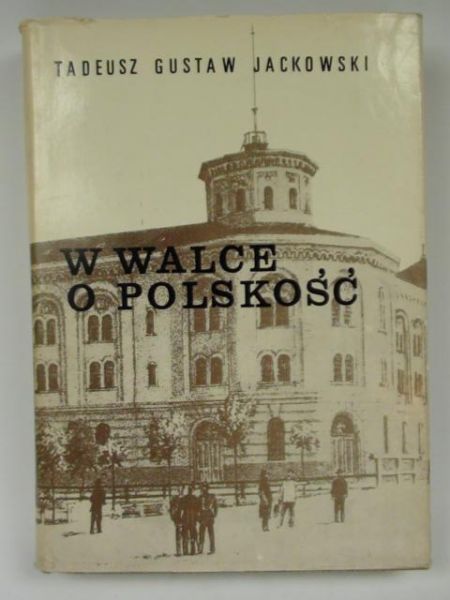 TADEUSZ GUSTAW JACKOWSKI
W WALCE
O POLSKOŚĆ